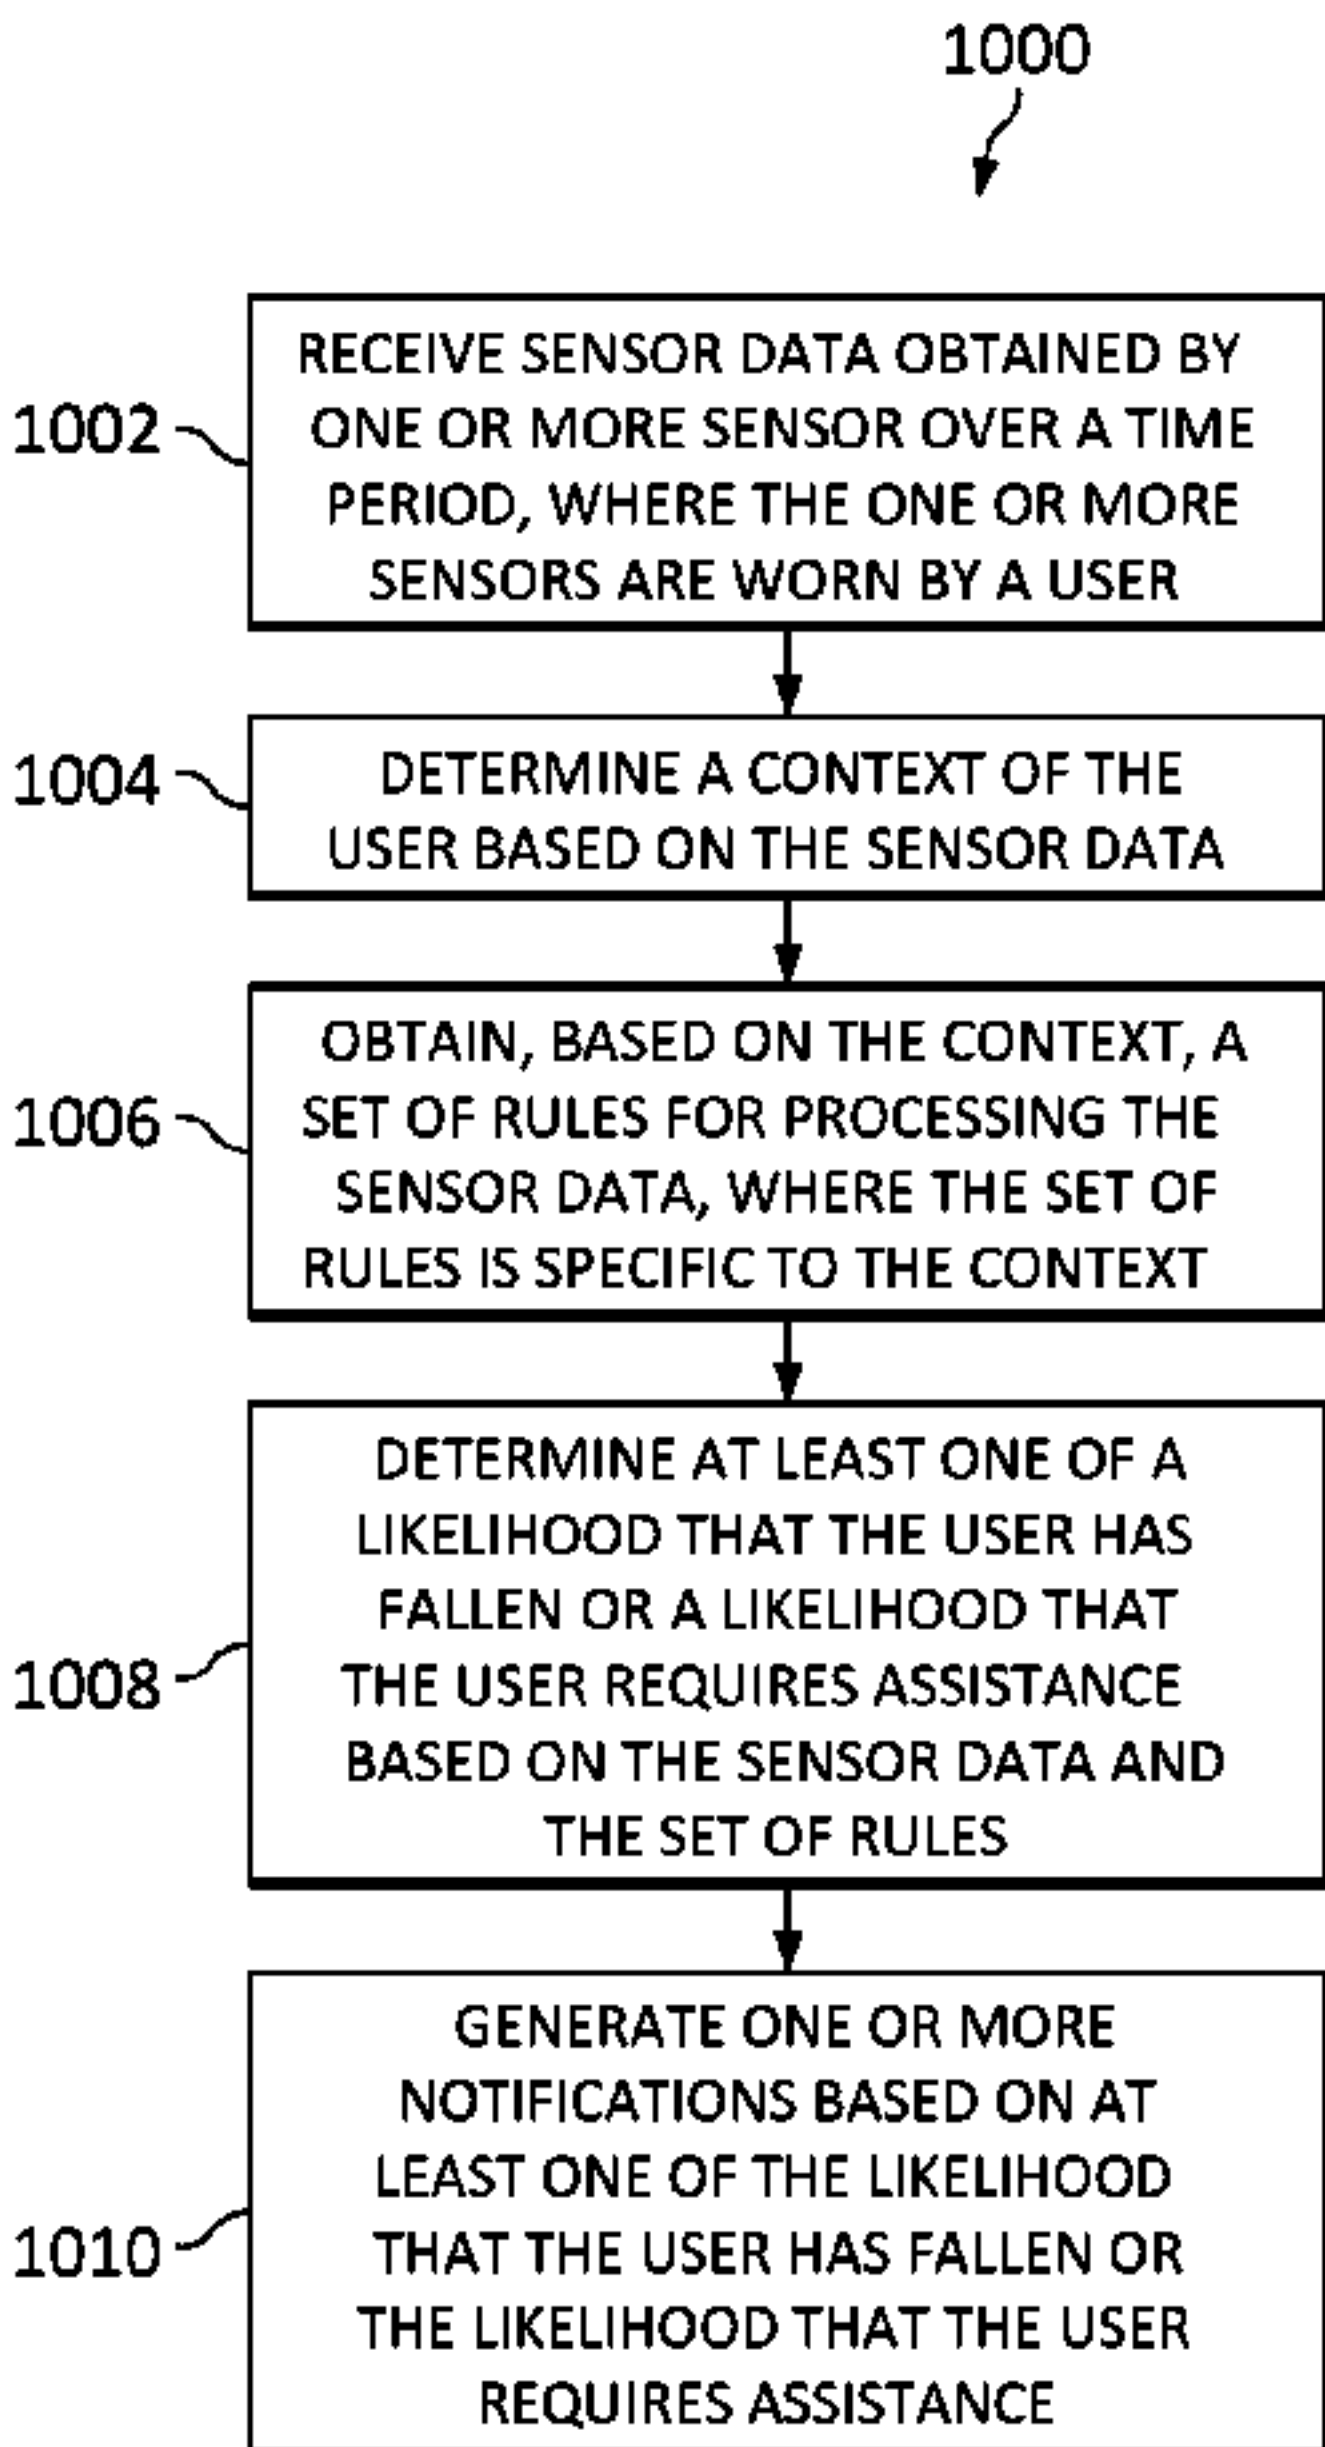 1000
1002
RECEIVE SENSOR DATA OBTAINED BY
ONE OR MORE SENSOR OVER A TIME
PERIOD, WHERE THE ONE OR MORE
SENSORS ARE WORN BY A USER
1004
DETERMINE A CONTEXT OF THE
USER BASED ON THE SENSOR DATA
1006
OBTAIN, BASED ON THE CONTEXT, A
SET OF RULES FOR PROCESSING THE
SENSOR DATA, WHERE THE SET OF
RULES IS SPECIFIC TO THE CONTEXT
1008
DETERMINE AT LEAST ONE OF A
LIKELIHOOD THAT THE USER HAS
FALLEN OR A LIKELIHOOD THAT
THE USER REQUIRES ASSISTANCE
BASED ON THE SENSOR DATA AND
THE SET OF RULES
1010
GENERATE ONE OR MORE
NOTIFICATIONS BASED ON AT
LEAST ONE OF THE LIKELIHOOD
THAT THE USER HAS FALLEN OR
THE LIKELIHOOD THAT THE USER
REQUIRES ASSISTANCE